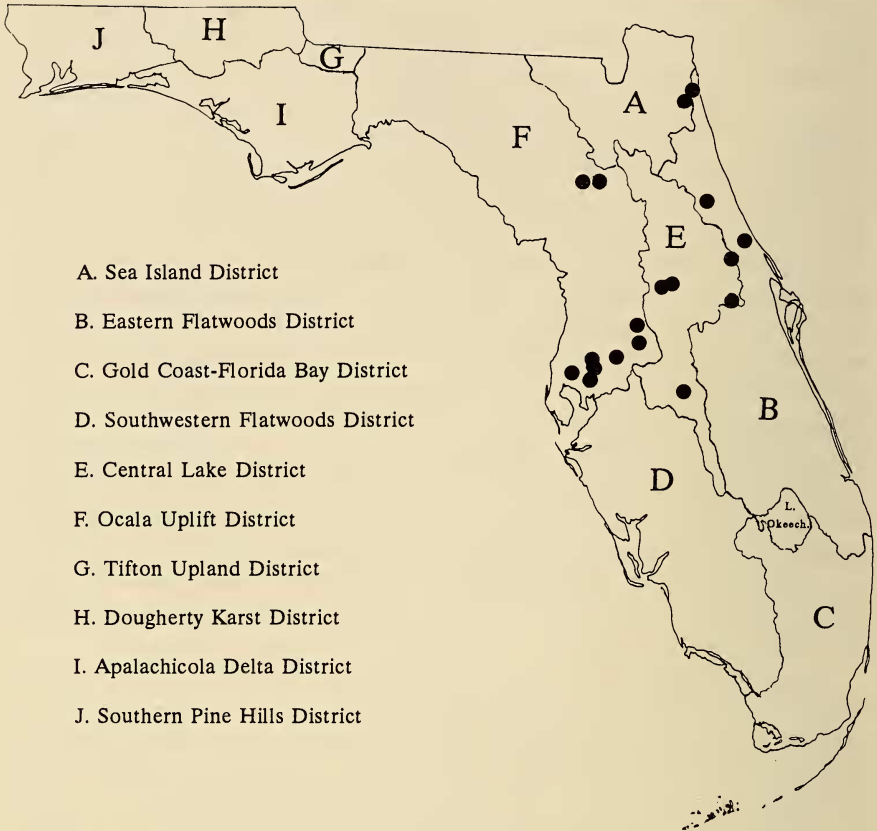 J
H
G
I
A
F
E
B
D
L.
Okeech.
C
A. Sea Island District
B. Eastern Flatwoods District
C. Gold Coast-Florida Bay District
D. Southwestern Flatwoods District
E. Central Lake District
F. Ocala Uplift District
G. Tifton Upland District
H. Dougherty Karst District
I. Apalachicola Delta District
J. Southern Pine Hills District